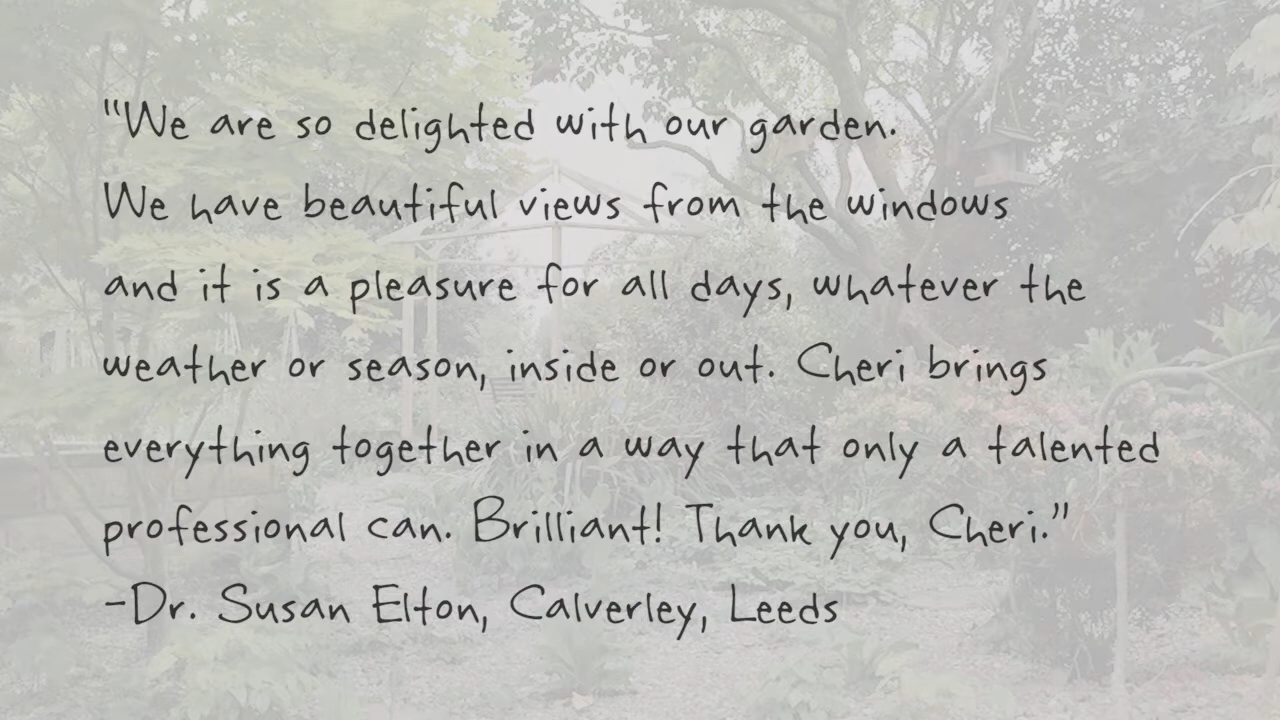 "We are so delighted with our garden.
We have beautiful views from the windows
and it is a pleasure for all days, whatever the
weather or season, inside or out. Cheri brings
everything together in a way that only a talented
professional can. Brilliant! Thank you, Cheri."
-Dr. Susan Elton, Calverley, Leeds